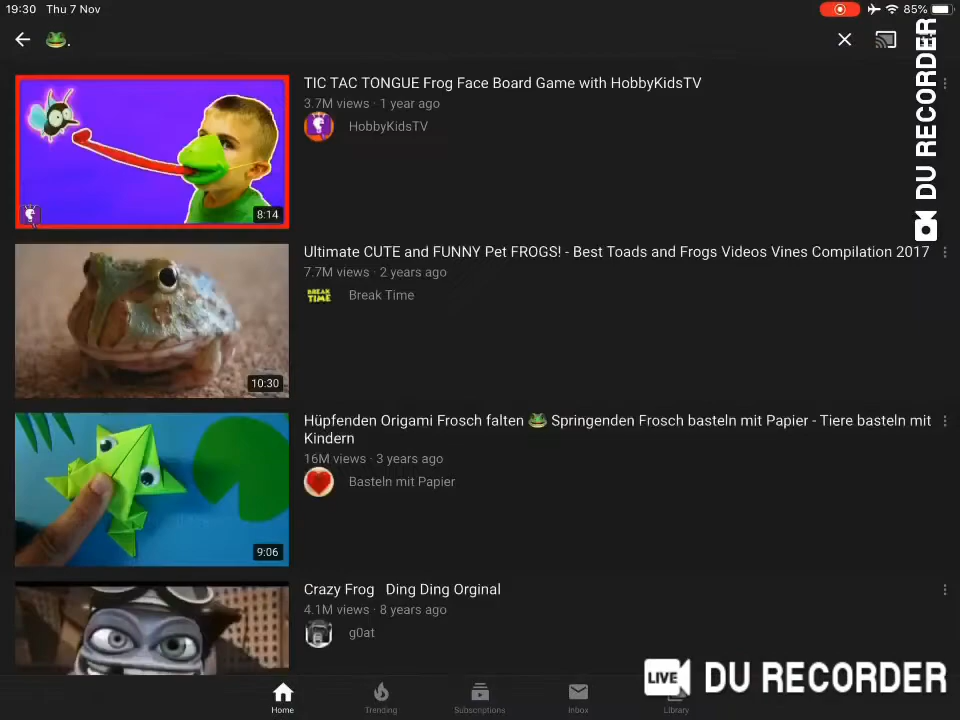 19:30 Thu 7 Nov
85%
🐸.
TIC TAC TONGUE Frog Face Board Game with HobbyKidsTV
3.7M views · 1 year ago
HobbyKidsTV
8:14
Ultimate CUTE and FUNNY Pet FROGS! - Best Toads and Frogs Videos Vines Compilation 2017
7.7M views · 2 years ago
BREAK TIME
Break Time
10:30
Hüpfenden Origami Frosch falten 🐸 Springenden Frosch basteln mit Papier - Tiere basteln mit
Kindern
16M views · 3 years ago
Basteln mit Papier
9:06
Crazy Frog Ding Ding Orginal
4.1M views · 8 years ago
g0at
DU RECORDER
LIVE DU RECORDER
Home
Trending
Subscriptions
Inbox
Library